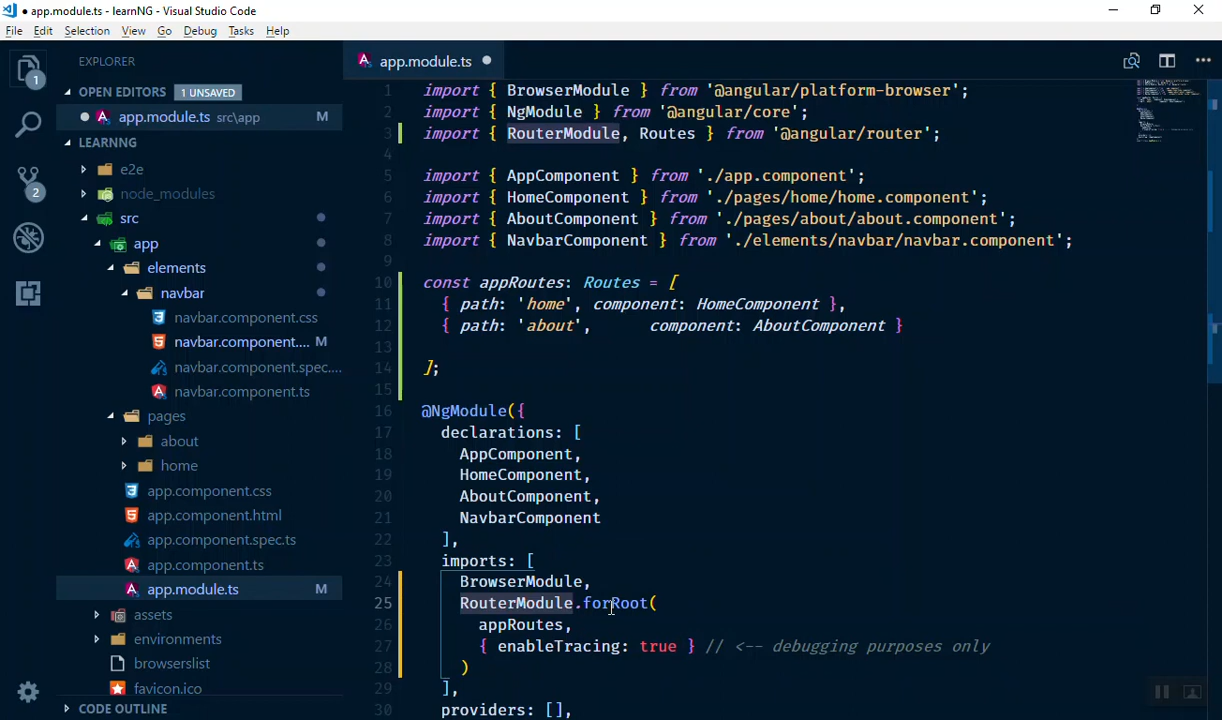 ● app.module.ts - learnNG - Visual Studio Code
File Edit Selection View Go Debug Tasks Help
EXPLORER
OPEN EDITORS 1 UNSAVED
app.module.ts src\app M
LEARNNG
e2e
node_modules
src
app
elements
navbar
navbar.component.css
navbar.component.... M
navbar.component.spec....
navbar.component.ts
pages
about
home
app.component.css
app.component.html
app.component.spec.ts
app.component.ts
app.module.ts M
assets
environments
browserslist
favicon.ico
CODE OUTLINE
1
2
app.module.ts ●
1 import { BrowserModule } from '@angular/platform-browser';
2 import { NgModule } from '@angular/core';
3 import { RouterModule, Routes } from '@angular/router';
4
5 import { AppComponent } from './app.component';
6 import { HomeComponent } from './pages/home/home.component';
7 import { AboutComponent } from './pages/about/about.component';
8 import { NavbarComponent } from './elements/navbar/navbar.component';
9
10 const appRoutes: Routes = [
11 { path: 'home', component: HomeComponent },
12 { path: 'about',      component: AboutComponent }
13
14 ];
15
16 @NgModule({
17 declarations: [
18 AppComponent,
19 HomeComponent,
20 AboutComponent,
21 NavbarComponent
22 ],
23 imports: [
24 BrowserModule,
25 RouterModule.forRoot(
26 appRoutes,
27 { enableTracing: true } // <-- debugging purposes only
28 )
29 ],
30 providers: [],